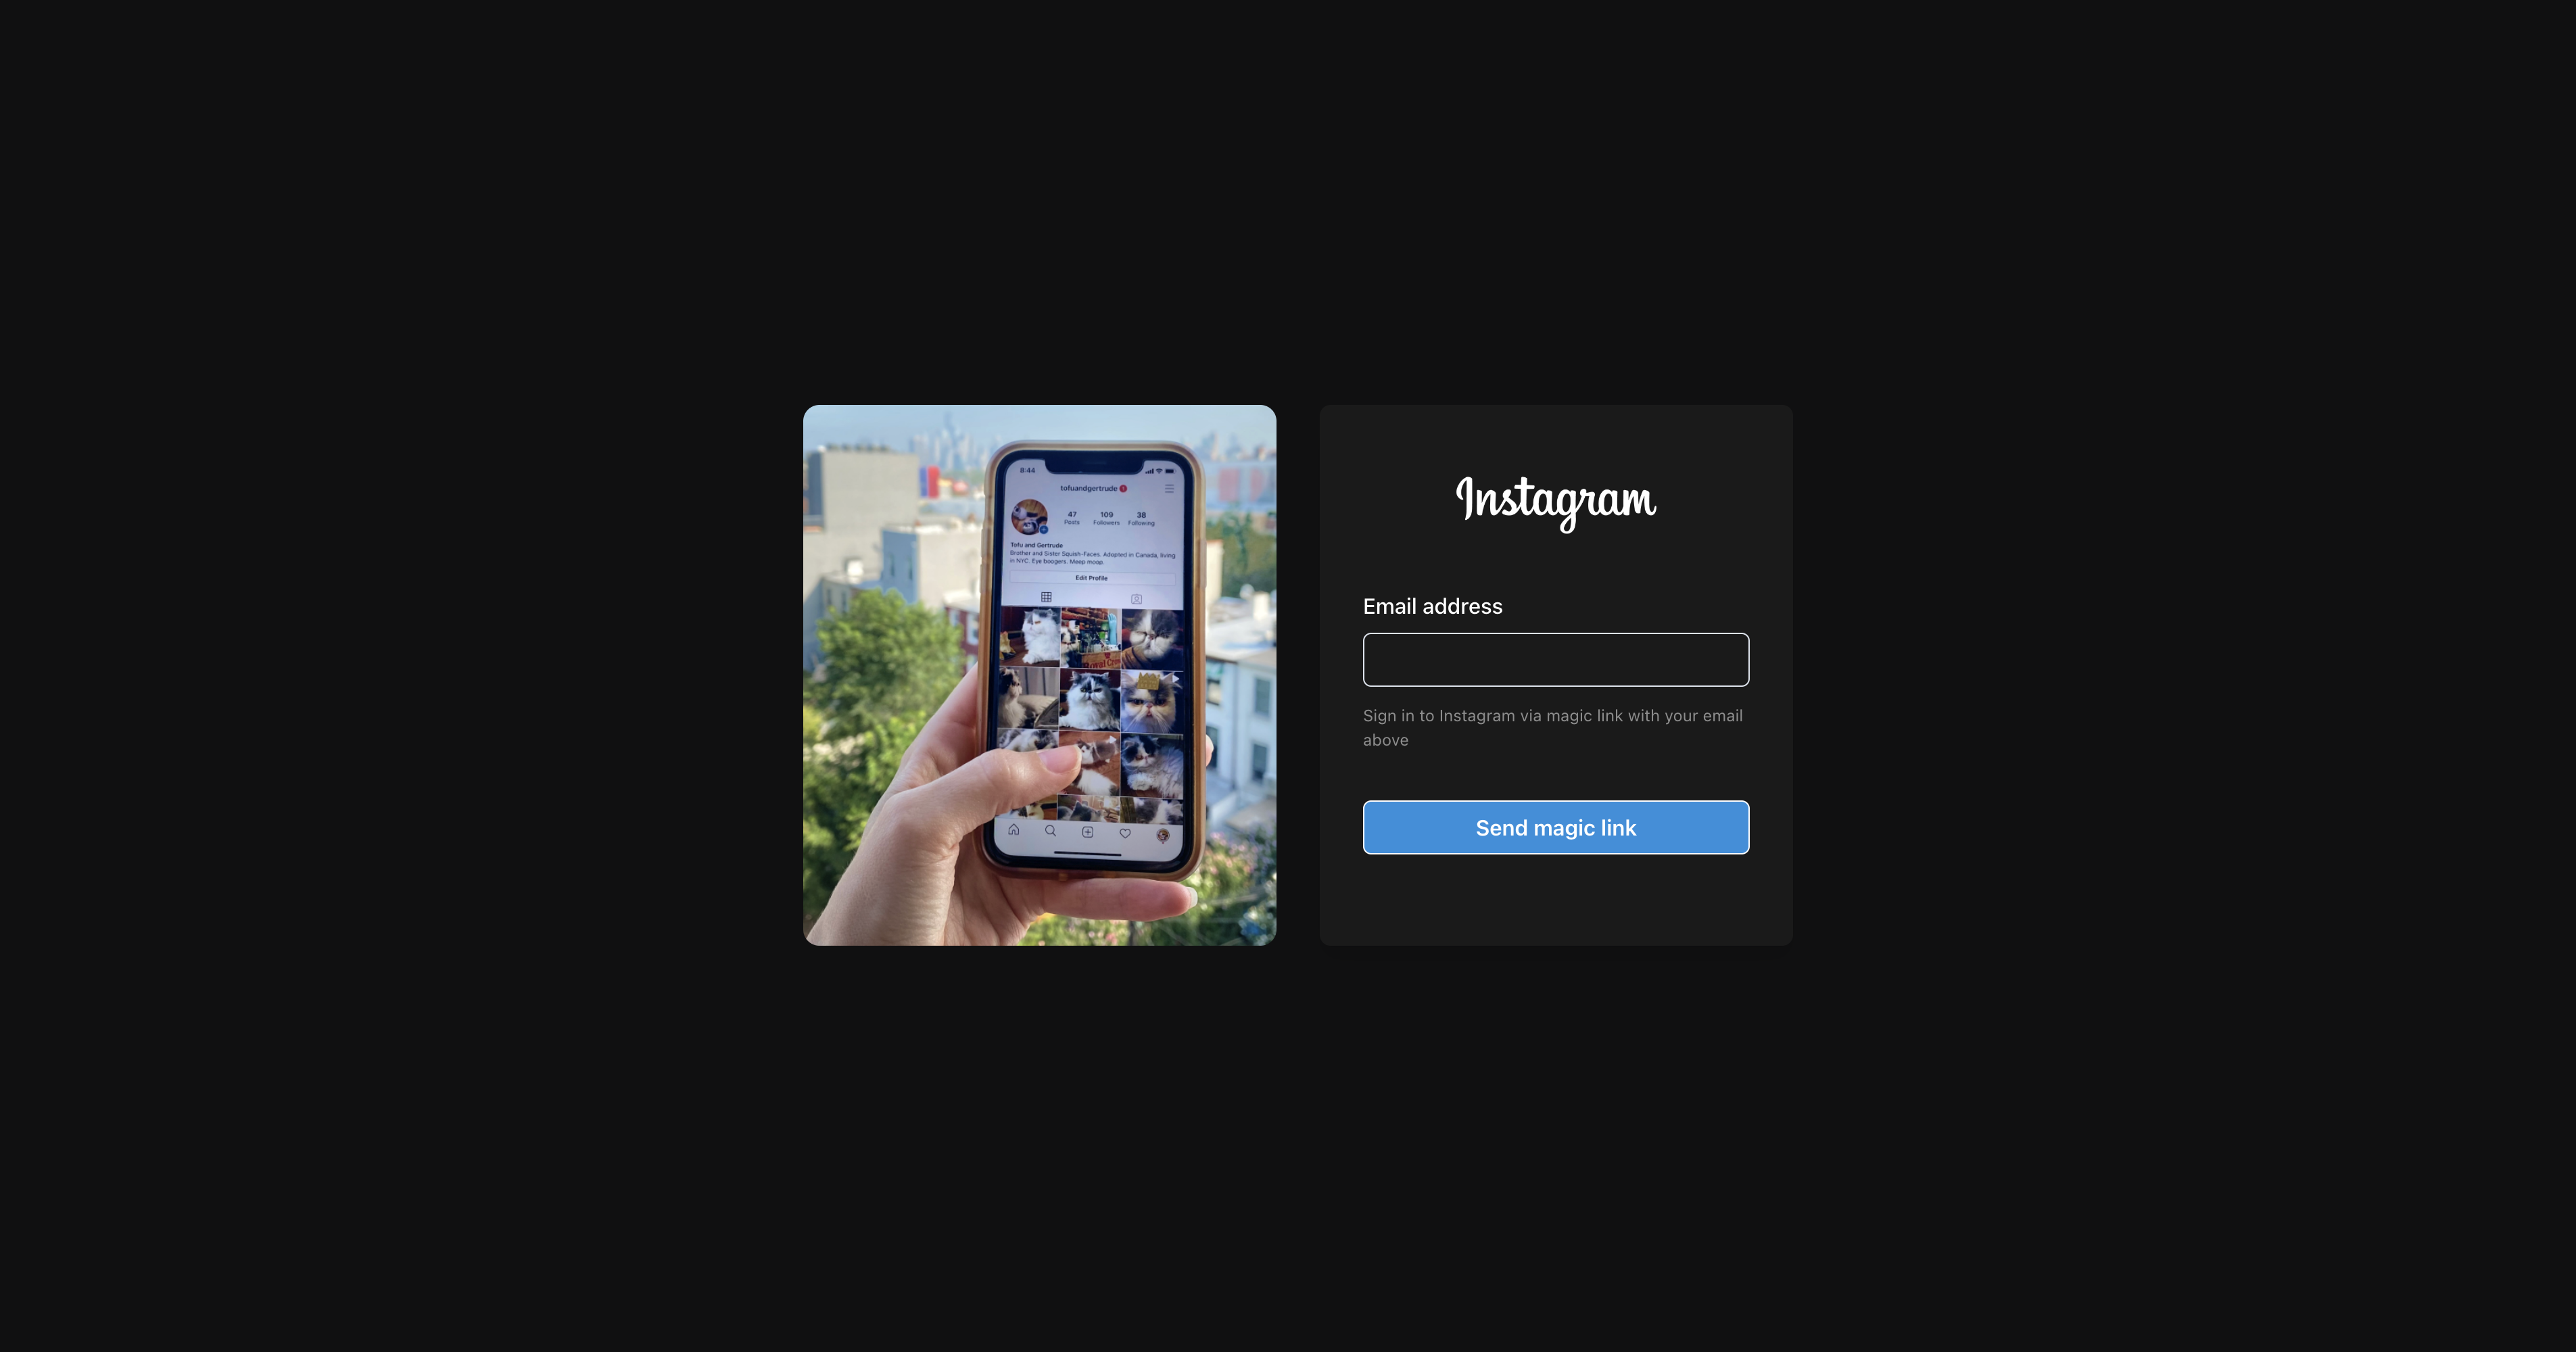 8:44
tofuandgertrude 1
47 109 38
Posts Followers Following
Tofu and Gertrude
Brother and Sister Squish-Faces. Adopted in Canada, living
in NYC. Eye boogers. Meep moop.
Edit Profile
Royal
Instagram
Email address
Sign in to Instagram via magic link with your email
above
Send magic link